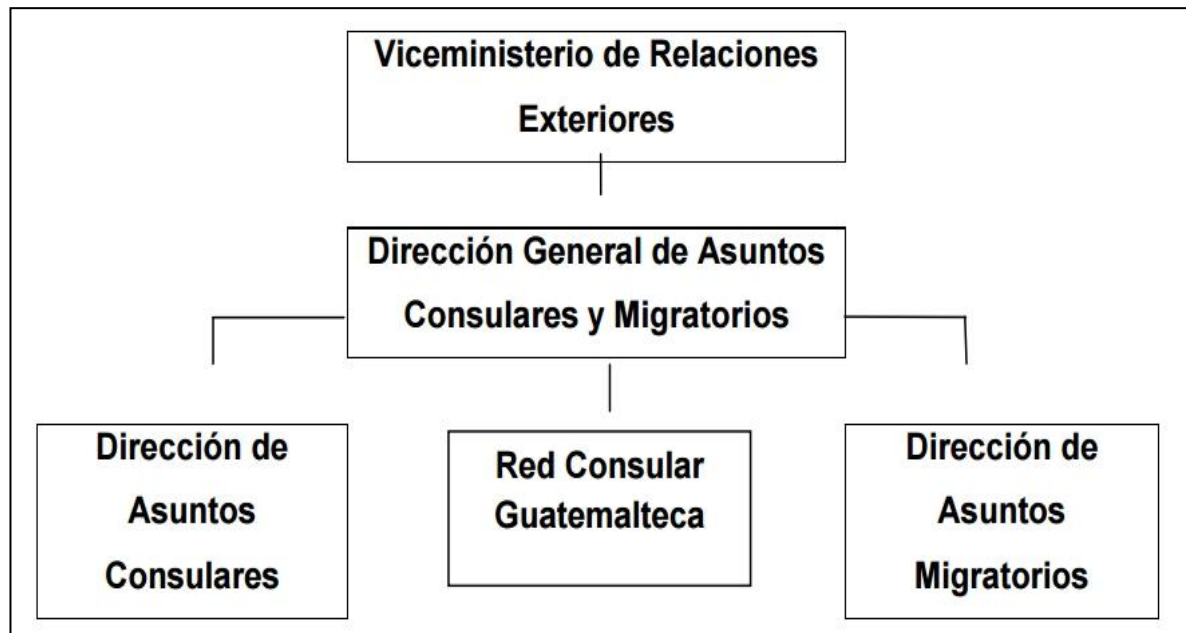 Viceministerio de Relaciones
Exteriores
Dirección General de Asuntos
Consulares y Migratorios
Dirección de
Asuntos
Consulares
Red Consular
Guatemalteca
Dirección de
Asuntos
Migratorios